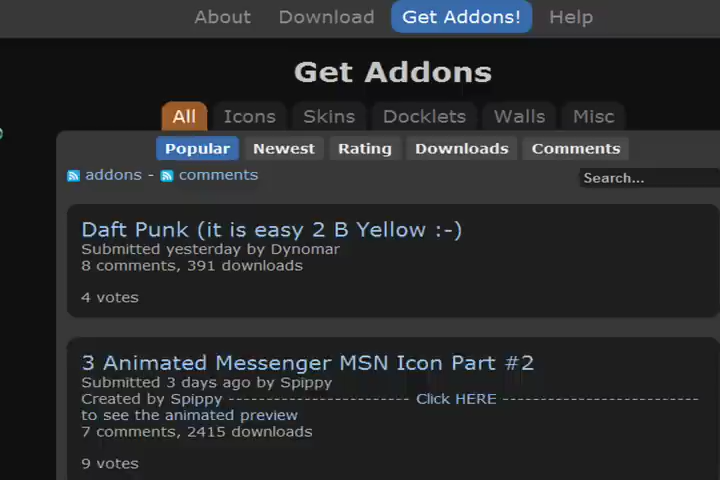 About Download Get Addons! Help
Get Addons
All Icons Skins Docklets Walls Misc
Popular Newest Rating Downloads Comments
addons - comments
Search...
Daft Punk (it is easy 2 B Yellow :-)
Submitted yesterday by Dynomar
8 comments, 391 downloads
4 votes
3 Animated Messenger MSN Icon Part #2
Submitted 3 days ago by Spippy
Created by Spippy ------------------------ Click HERE --------------------------
to see the animated preview
7 comments, 2415 downloads
9 votes